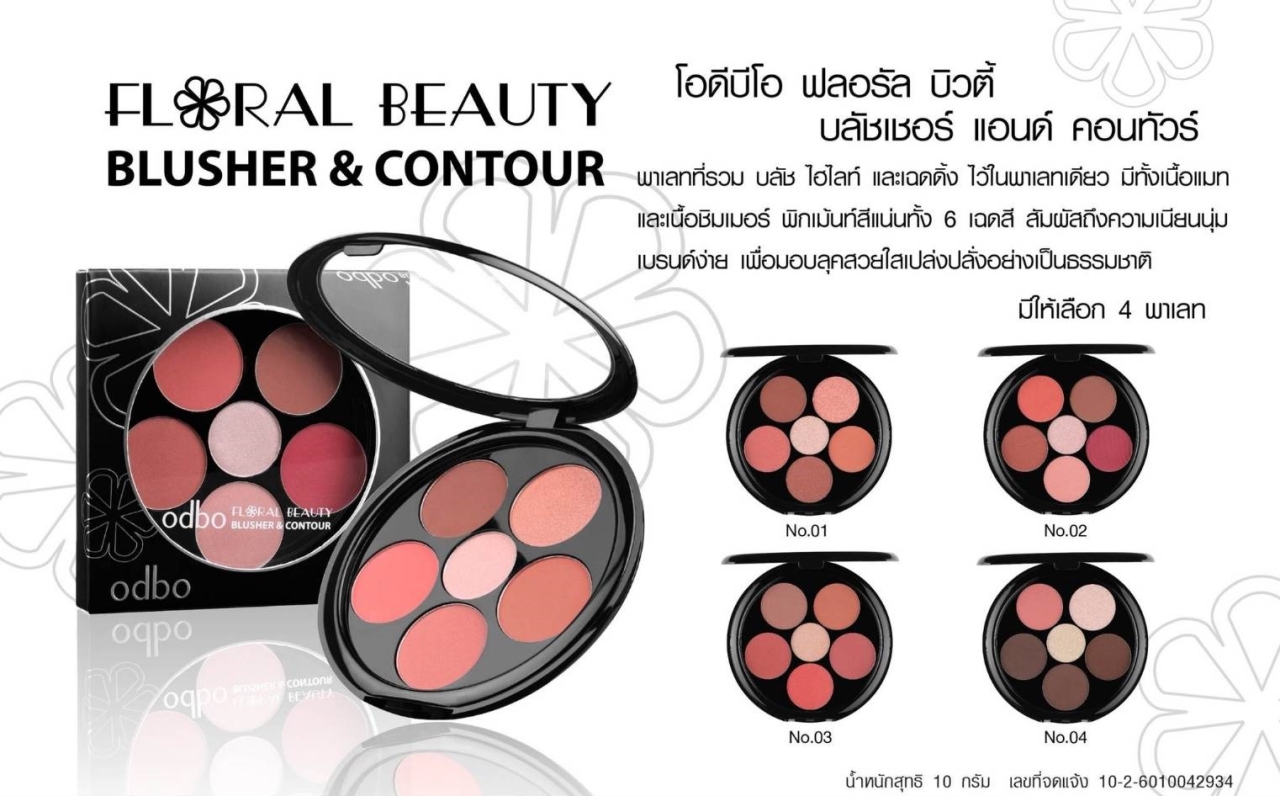 FLORAL BEAUTY
BLUSHER & CONTOUR
โอดีบีโอ ฟลอรัล บิวตี้
บลัชเชอร์ แอนด์ คอนทัวร์
พาเลทที่รวม บลัช ไฮไลท์ และเฉดดิ้ง ไว้ในพาเลทเดียว มีทั้งเนื้อแมท
และเนื้อชิมเมอร์ พิกเม้นท์สีแน่นทั้ง 6 เฉดสี สัมผัสถึงความเนียนนุ่ม
เบรนด์ง่าย เพื่อมอบลุคสวยใสเปล่งปลั่งอย่างเป็นธรรมชาติ
มีให้เลือก 4 พาเลท
odbo
odbo FLORAL BEAUTY
BLUSHER & CONTOUR
odbo
No.01
No.02
No.03
No.04
น้ำหนักสุทธิ 10 กรัม เลขที่จดแจ้ง 10-2-6010042934